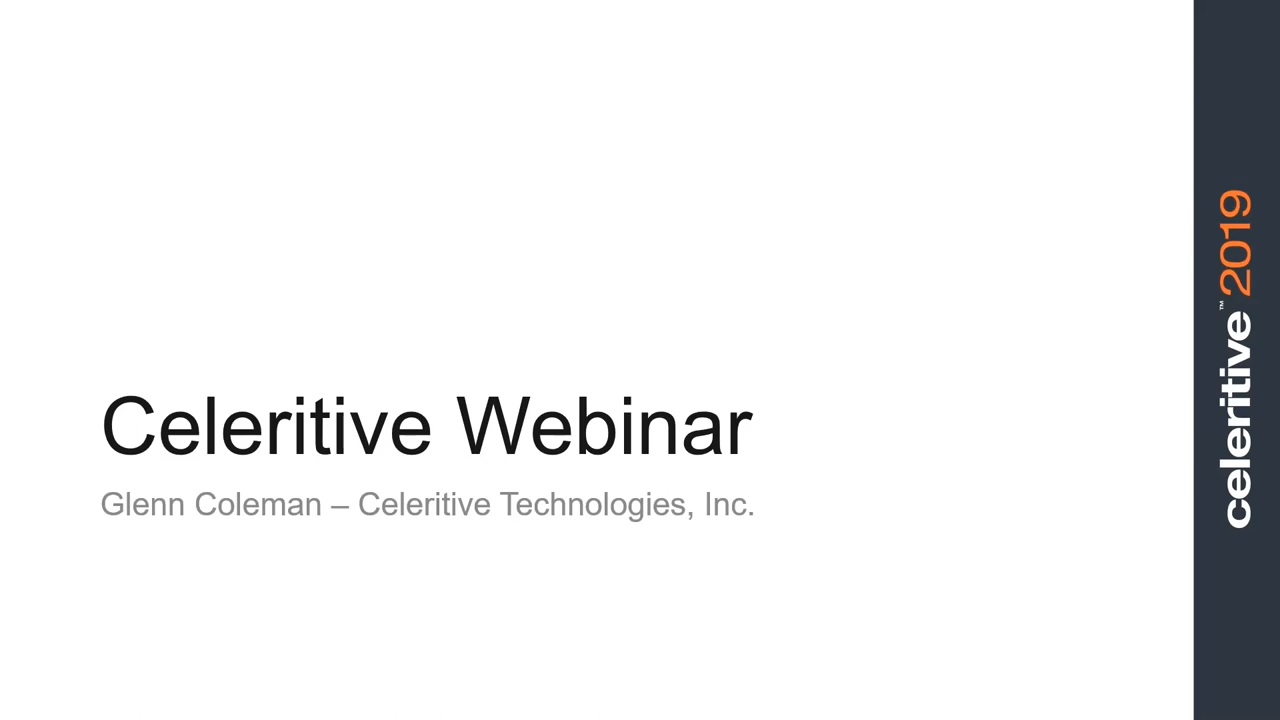 Celeritive Webinar
Glenn Coleman – Celeritive Technologies, Inc.
celeritive™ 2019